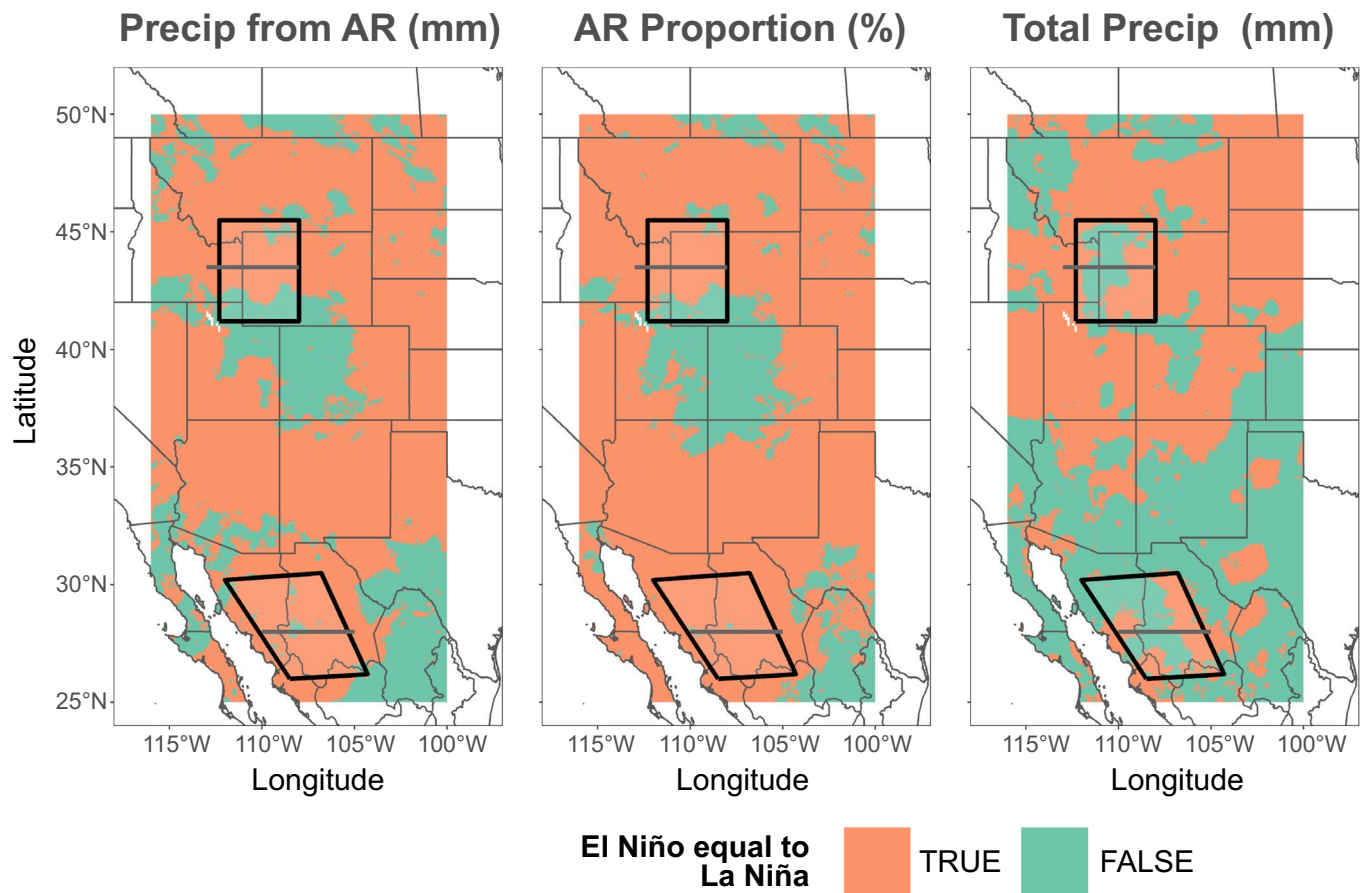 Precip from AR (mm)
AR Proportion (%)
Total Precip (mm)
50°N
45°N
40°N
35°N
30°N
25°N
Latitude
115°W 110°W 105°W 100°W
115°W 110°W 105°W 100°W
115°W 110°W 105°W 100°W
Longitude
Longitude
Longitude
El Niño equal to
La Niña
TRUE
FALSE